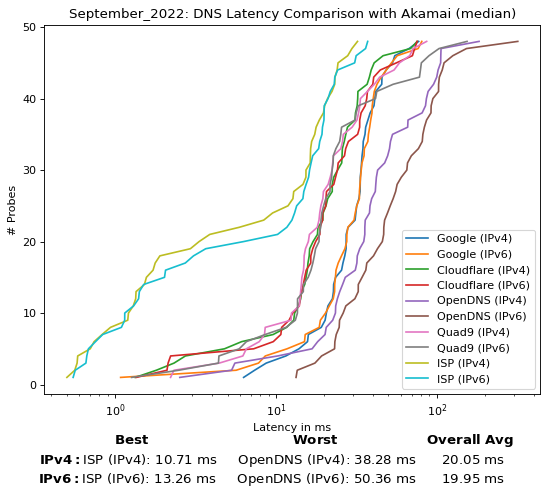 September_2022: DNS Latency Comparison with Akamai (median)
50
40
30
20
10
0
# Probes
Google (IPv4)
Google (IPv6)
Cloudflare (IPv4)
Cloudflare (IPv6)
OpenDNS (IPv4)
OpenDNS (IPv6)
Quad9 (IPv4)
Quad9 (IPv6)
ISP (IPv4)
ISP (IPv6)
10⁰ 10¹ 10²
Latency in ms
Best Worst Overall Avg
IPv4: ISP (IPv4): 10.71 ms OpenDNS (IPv4): 38.28 ms 20.05 ms
IPv6: ISP (IPv6): 13.26 ms OpenDNS (IPv6): 50.36 ms 19.95 ms